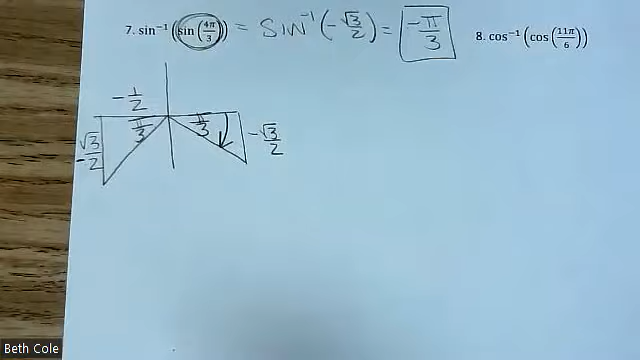 7. sin⁻¹ (sin (4π/3)) = SIN⁻¹ (-√3/2) = -π/3
8. cos⁻¹ (cos (11π/6))
-1/2
π/3 π/3
-√3/2 -√3/2
Beth Cole